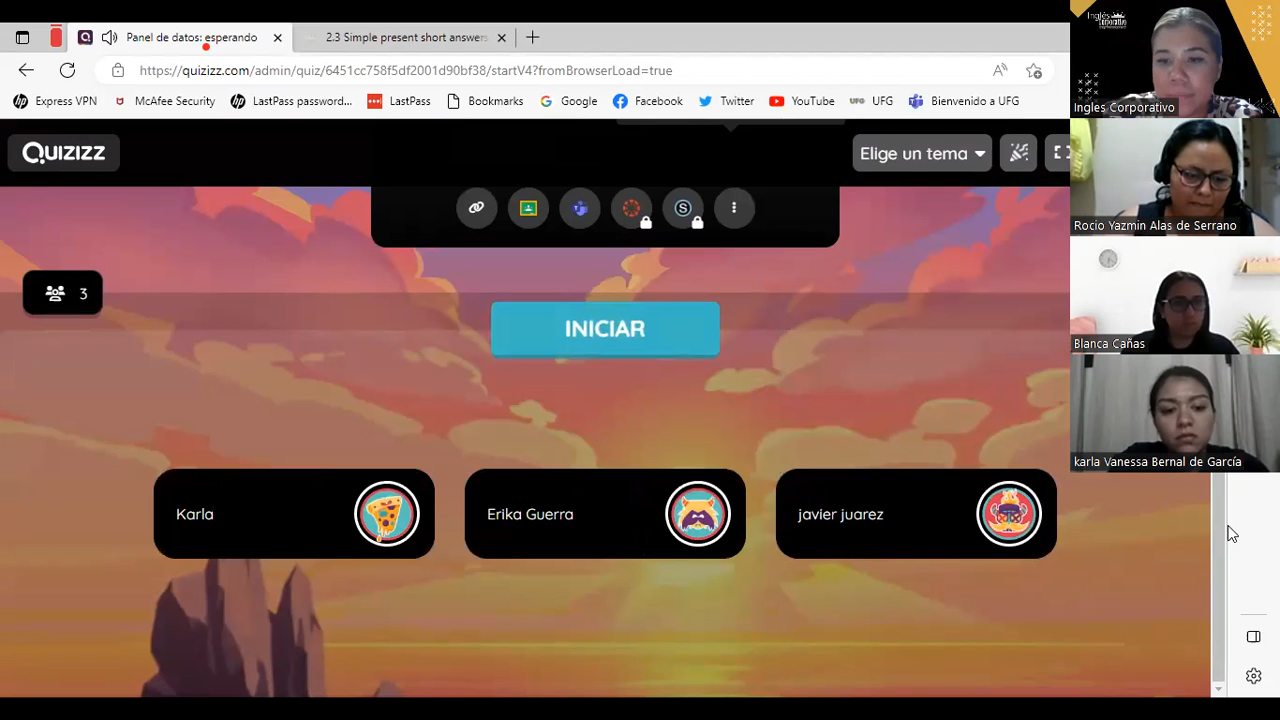 Panel de datos: esperando
2.3 Simple present short answers
https://quizizz.com/admin/quiz/6451cc758f5df2001d90bf38/startV4?fromBrowserLoad=true
Express VPN
McAfee Security
LastPass password...
LastPass
Bookmarks
Google
Facebook
Twitter
YouTube
UFG
UFG
Bienvenido a UFG
Quizizz
Elige un tema
3
INICIAR
Karla
Erika Guerra
javier juarez
Inglés
Corporativo
Ingles Corporativo
Rocio Yazmin Alas de Serrano
Blanca Cañas
karla Vanessa Bernal de García